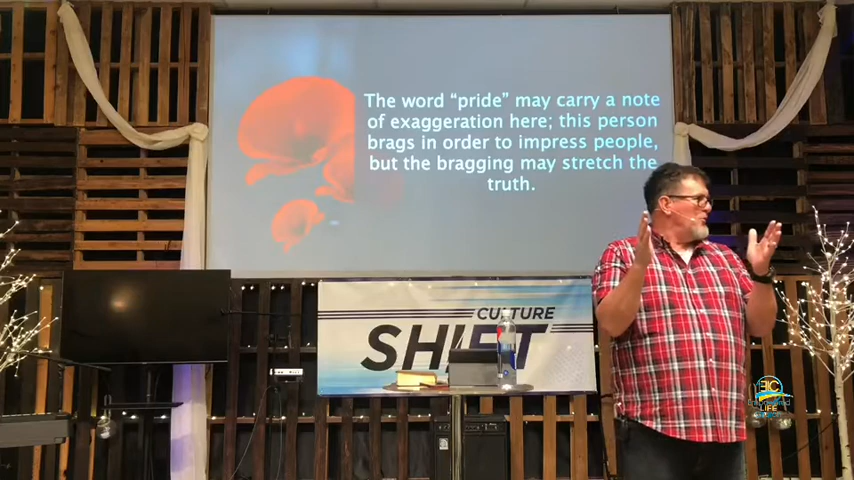 The word “pride” may carry a note
of exaggeration here; this person
brags in order to impress people,
but the bragging may stretch the
truth.
CULTURE
SHIFT
LIFE